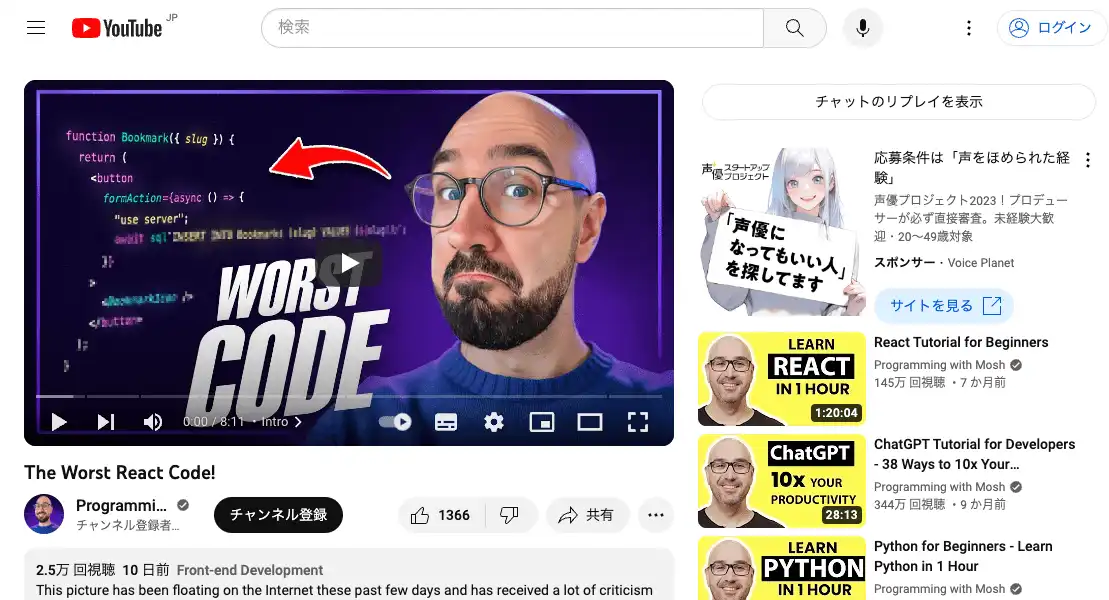 YouTube JP
検索
ログイン
function Bookmark({ slug }) {
return (
<button
formAction={async () => {
"use server";
await sql`INSERT INTO Bookmarks (slug) VALUES (${slug});`
}}
>
<BookmarkIcon />
</button>
);
}
WORST
CODE
0:00 / 8:11 ・ Intro
The Worst React Code!
Programmi...
チャンネル登録者...
チャンネル登録
1366
共有
2.5万 回視聴 10 日前 Front-end Development
This picture has been floating on the Internet these past few days and has received a lot of criticism
チャットのリプレイを表示
声優スタートアップ
プロジェクト
「声優に
なってもいい人」
を探してます
応募条件は「声をほめられた経
験」
声優プロジェクト2023！プロデュー
サーが必ず直接審査。未経験大歓
迎・20〜49歳対象
スポンサー・Voice Planet
サイトを見る
LEARN
REACT
IN 1 HOUR
1:20:04
React Tutorial for Beginners
Programming with Mosh
145万 回視聴 ・7 か月前
ChatGPT
10x YOUR
PRODUCTIVITY
28:13
ChatGPT Tutorial for Developers
- 38 Ways to 10x Your…
Programming with Mosh
344万 回視聴 ・9 か月前
LEARN
PYTHON
IN 1 HOUR
Python for Beginners - Learn
Python in 1 Hour
Programming with Mosh